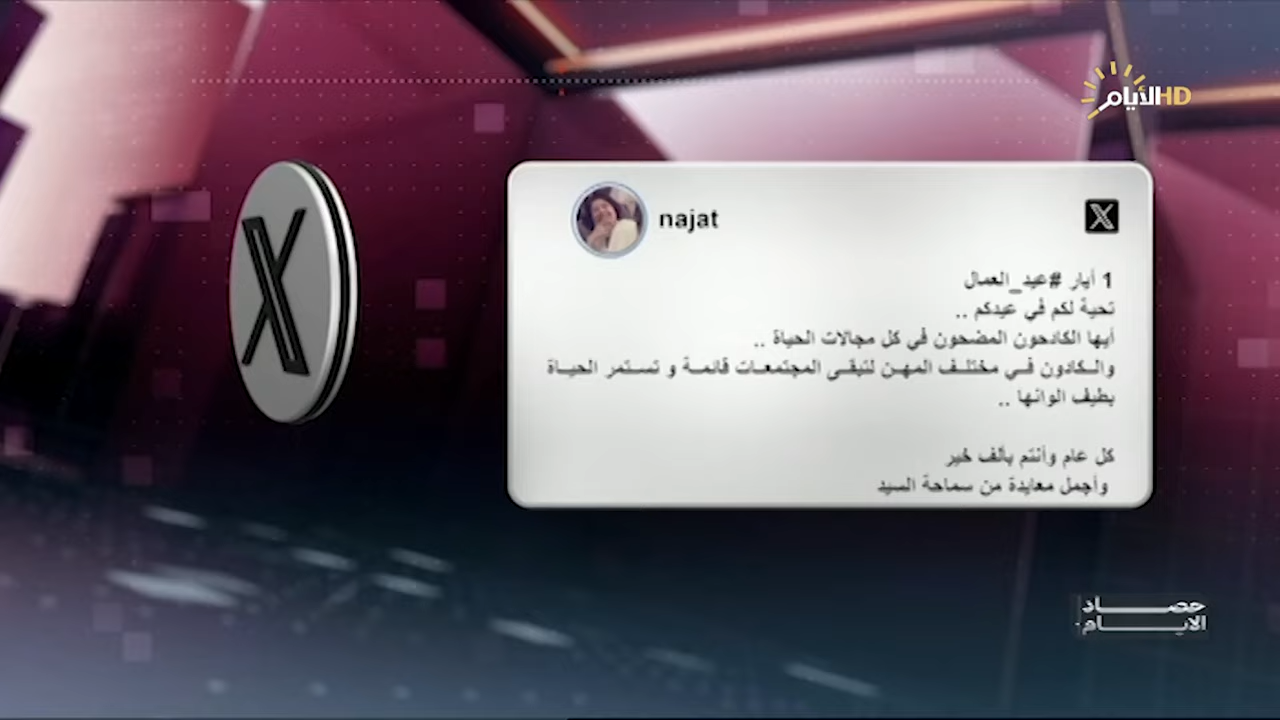 الأيام HD
najat
1 أيار #عيد_العمال
تحية لكم في عيدكم ..
أيها الكادحون المضحون في كل مجالات الحياة ..
والكادون في مختلف المهن لتبقى المجتمعات قائمة و تستمر الحياة
بطيف الوانها ..
كل عام وأنتم بألف خير
وأجمل معايدة من سماحة السيد
حصاد
الايام